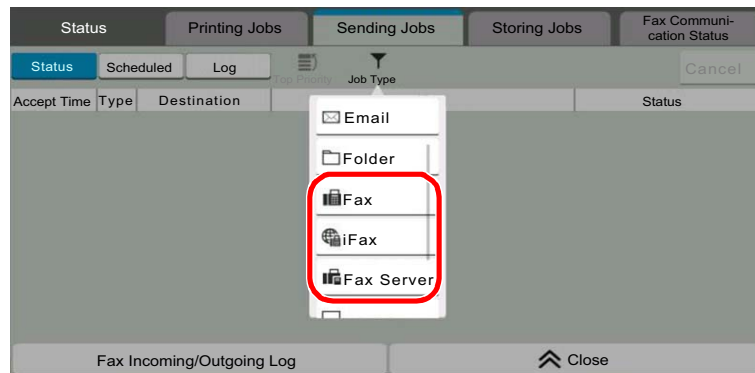 Status
Printing Jobs
Sending Jobs
Storing Jobs
Fax Communi-
cation Status
Status
Scheduled
Log
Top Priority
Job Type
Cancel
Accept Time
Type
Destination
Status
Email
Folder
Fax
iFax
Fax Server
Fax Incoming/Outgoing Log
Close